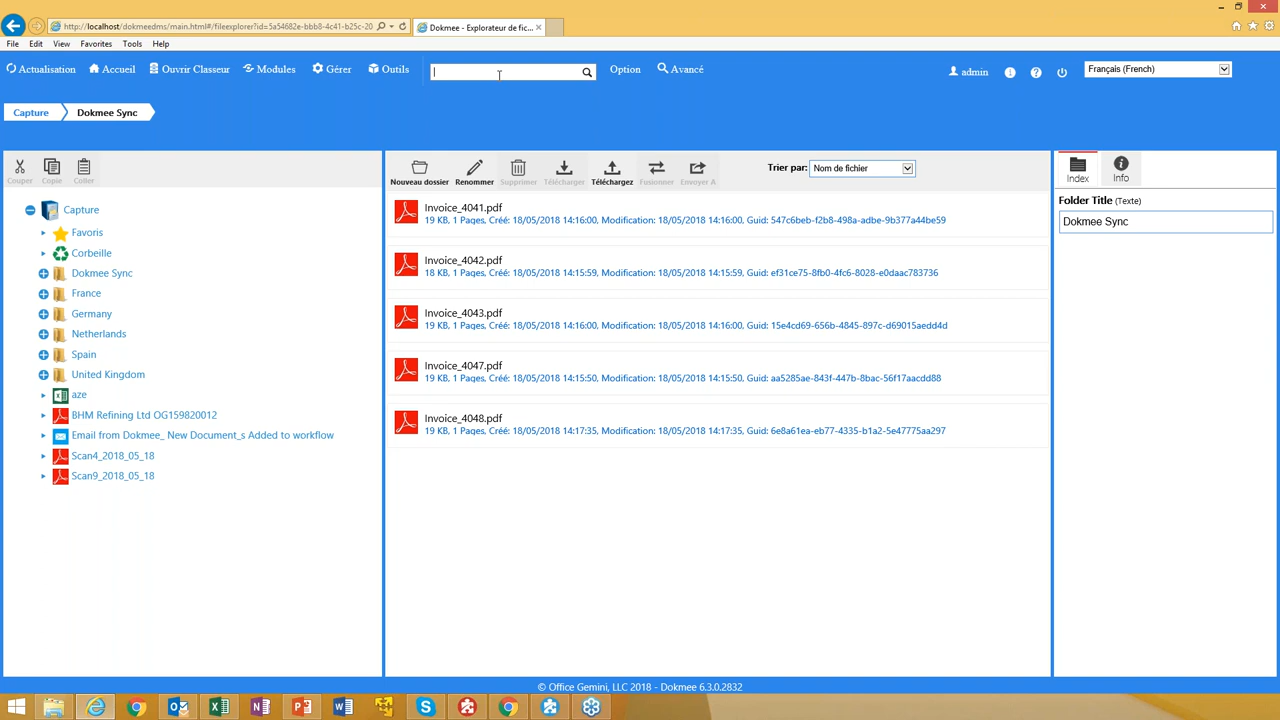 http://localhost/dokmeedms/main.html#/fileexplorer?id=5a54682e-bbb8-4c41-b25c-20
Dokmee - Explorateur de fic...
File Edit View Favorites Tools Help
Actualisation Accueil Ouvrir Classeur Modules Gérer Outils Option Avancé admin Français (French)
Capture Dokmee Sync
Couper Copie Coller
Nouveau dossier Renommer Supprimer Télécharger Téléchargez Fusionner Envoyer A
Trier par: Nom de fichier
Index Info
Capture
Favoris
Corbeille
Dokmee Sync
France
Germany
Netherlands
Spain
United Kingdom
aze
BHM Refining Ltd OG159820012
Email from Dokmee_ New Document_s Added to workflow
Scan4_2018_05_18
Scan9_2018_05_18
Invoice_4041.pdf
19 KB, 1 Pages, Créé: 18/05/2018 14:16:00, Modification: 18/05/2018 14:16:00, Guid: 547c6beb-f2b8-498a-adbe-9b377a44be59
Invoice_4042.pdf
18 KB, 1 Pages, Créé: 18/05/2018 14:15:59, Modification: 18/05/2018 14:15:59, Guid: ef31ce75-8fb0-4fc6-8028-e0daac783736
Invoice_4043.pdf
19 KB, 1 Pages, Créé: 18/05/2018 14:16:00, Modification: 18/05/2018 14:16:00, Guid: 15e4cd69-656b-4845-897c-d69015aedd4d
Invoice_4047.pdf
19 KB, 1 Pages, Créé: 18/05/2018 14:15:50, Modification: 18/05/2018 14:15:50, Guid: aa5285ae-843f-447b-8bac-56f17aacdd88
Invoice_4048.pdf
19 KB, 1 Pages, Créé: 18/05/2018 14:17:35, Modification: 18/05/2018 14:17:35, Guid: 6e8a61ea-eb77-4335-b1a2-5e47775aa297
Folder Title (Texte)
Dokmee Sync
© Office Gemini, LLC 2018 - Dokmee 6.3.0.2832